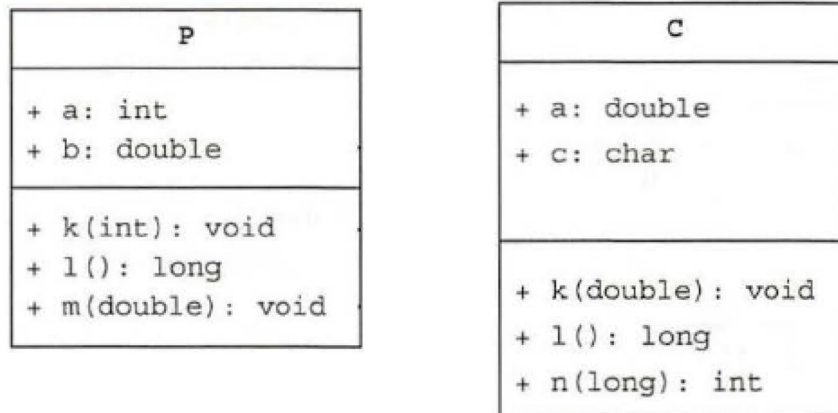 P
+ a: int
+ b: double
+ k(int): void
+ l(): long
+ m(double): void
C
+ a: double
+ c: char
+ k(double): void
+ l(): long
+ n(long): int